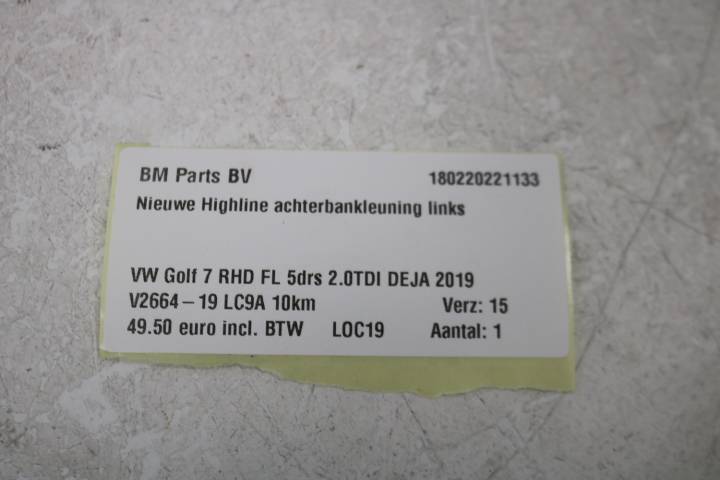 BM Parts BV 180220221133
Nieuwe Highline achterbankleuning links
VW Golf 7 RHD FL 5drs 2.0TDI DEJA 2019
V2664-19 LC9A 10km Verz: 15
49.50 euro incl. BTW LOC19 Aantal: 1